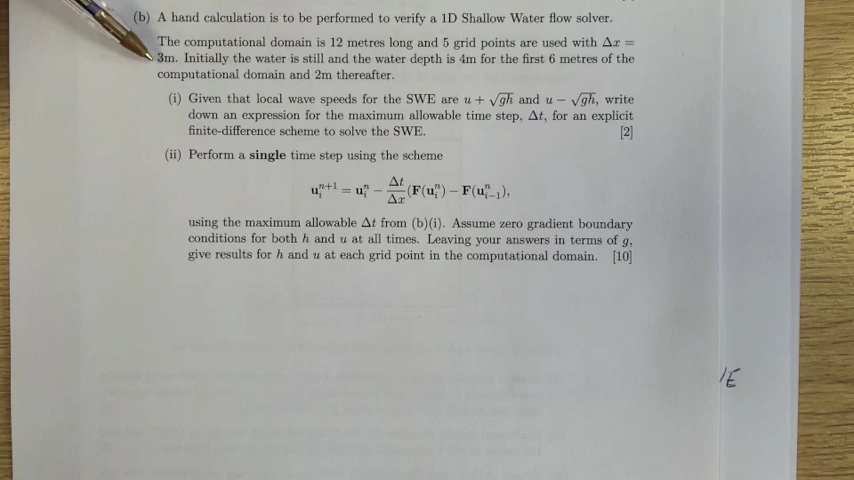 (b) A hand calculation is to be performed to verify a 1D Shallow Water flow solver.
The computational domain is 12 metres long and 5 grid points are used with Δx =
3m. Initially the water is still and the water depth is 4m for the first 6 metres of the
computational domain and 2m thereafter.
(i) Given that local wave speeds for the SWE are u + √gh and u − √gh, write
down an expression for the maximum allowable time step, Δt, for an explicit
finite-difference scheme to solve the SWE. [2]
(ii) Perform a single time step using the scheme
u_i^{n+1} = u_i^n − Δt/Δx (F(u_i^n) − F(u_{i−1}^n),
using the maximum allowable Δt from (b)(i). Assume zero gradient boundary
conditions for both h and u at all times. Leaving your answers in terms of g,
give results for h and u at each grid point in the computational domain. [10]